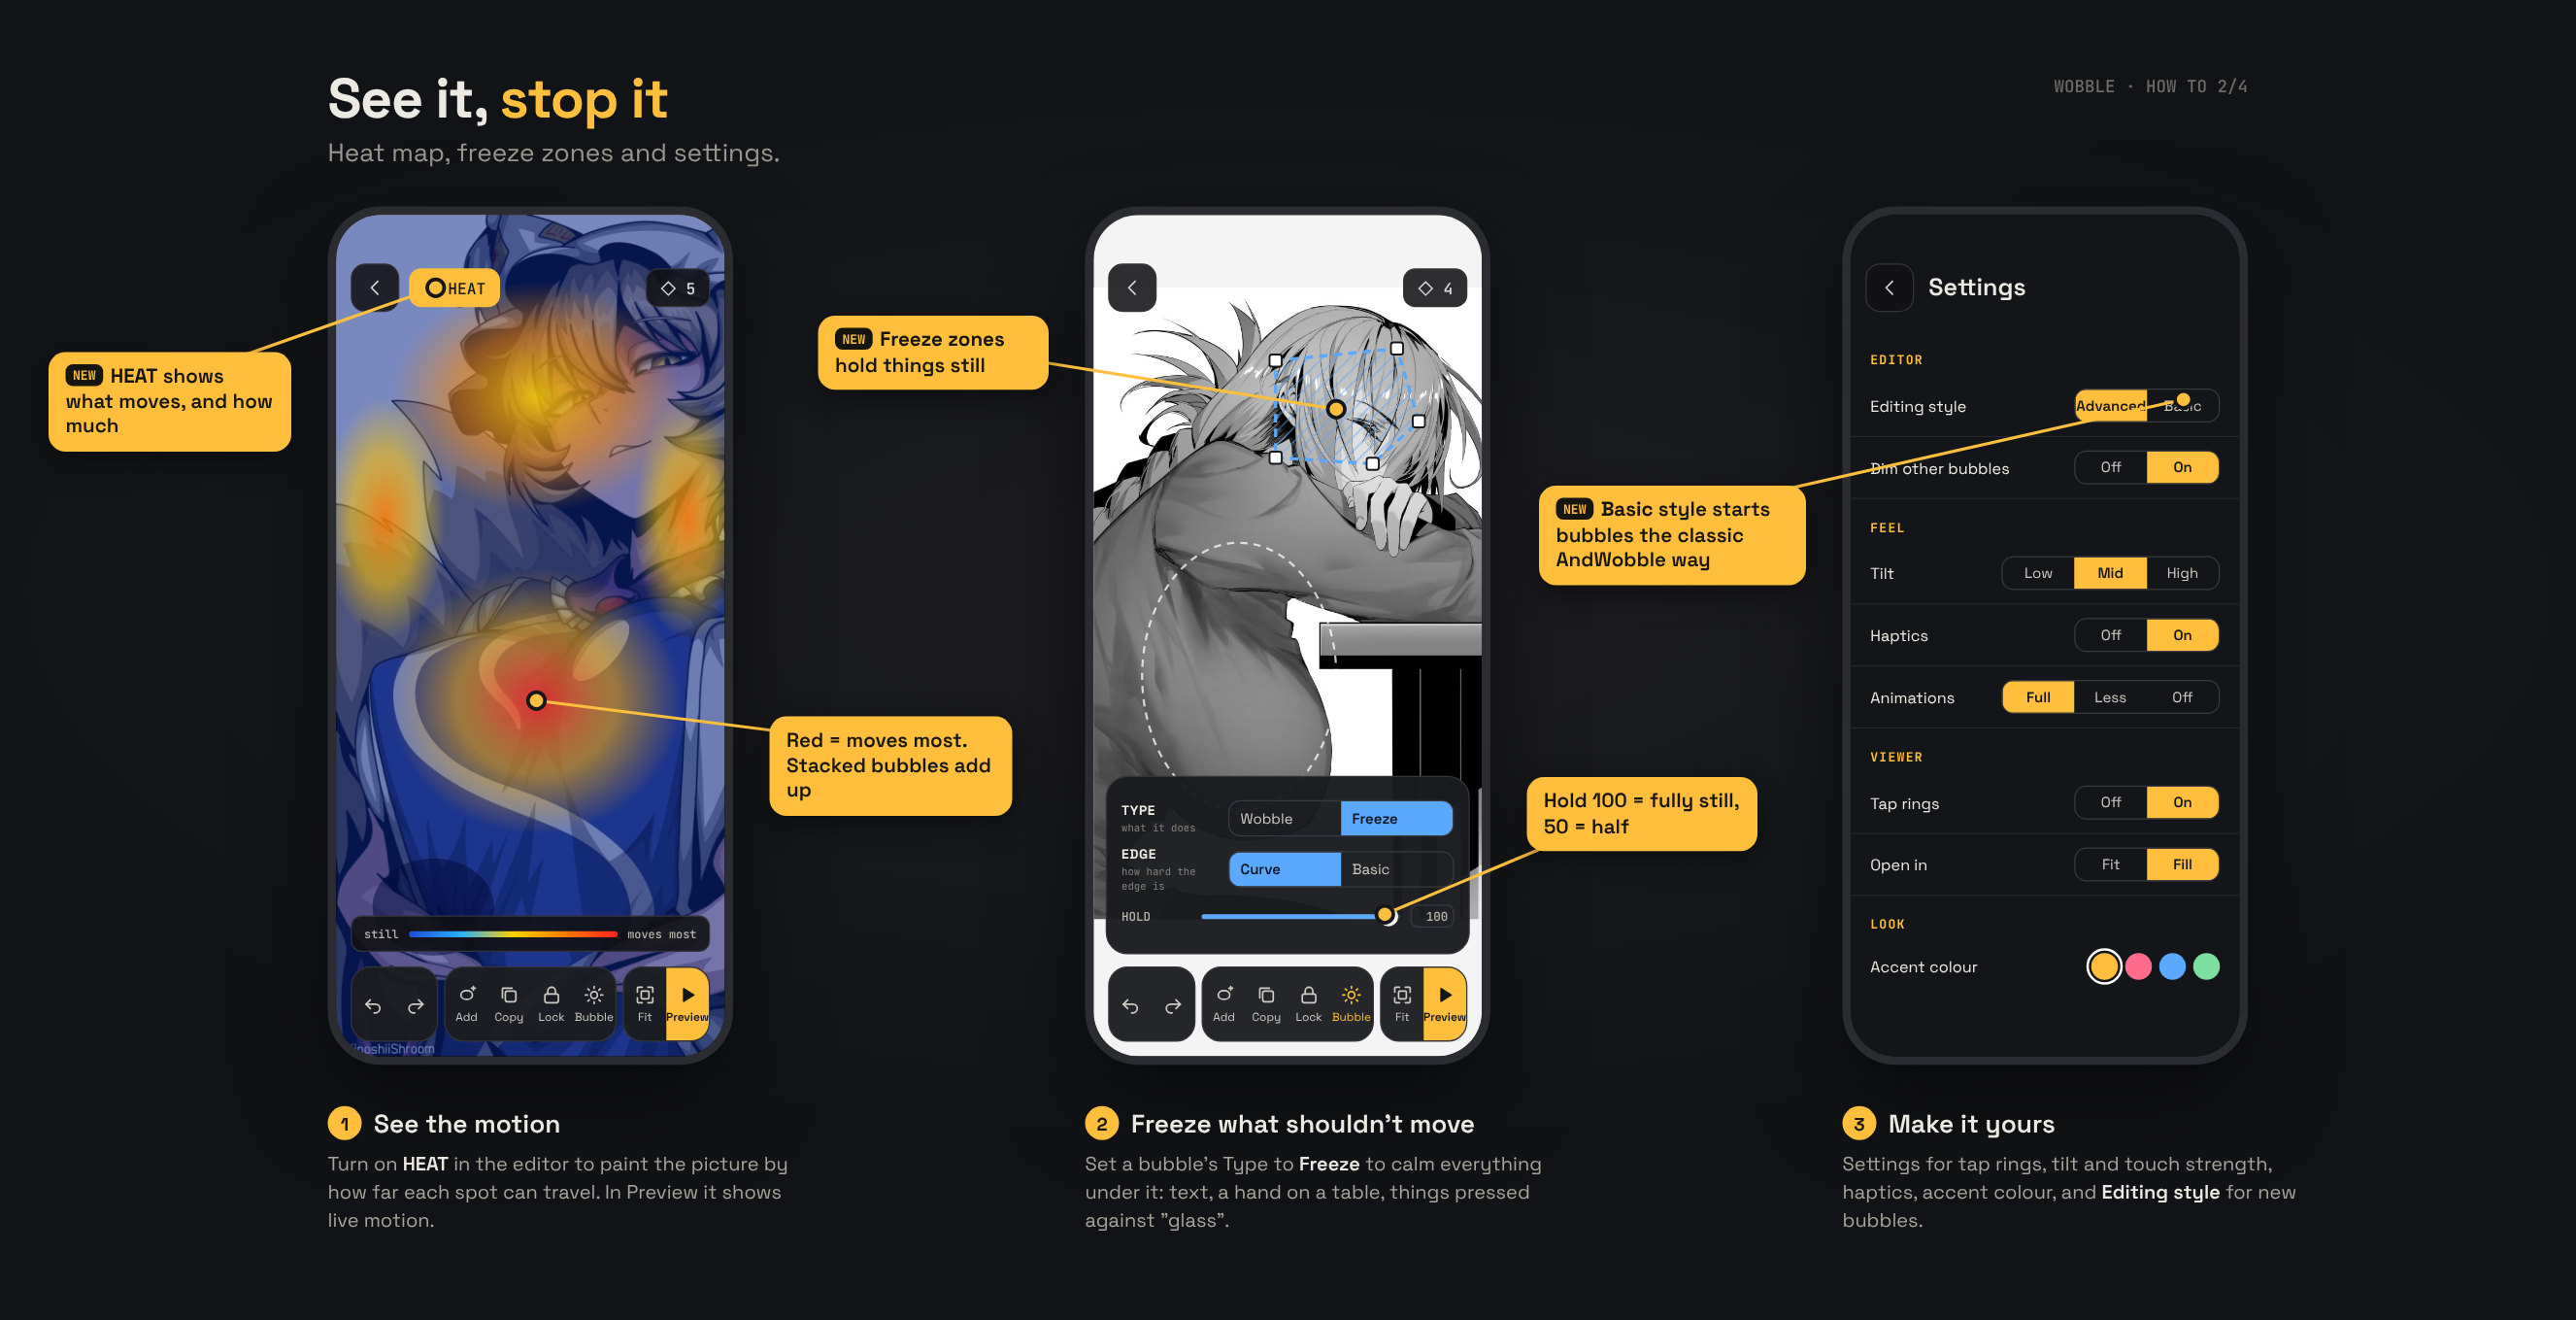 See it, stop it
WOBBLE · HOW TO 2/4
Heat map, freeze zones and settings.
HEAT
5
NEW HEAT shows
what moves, and how
much
Red = moves most.
Stacked bubbles add
up
still
moves most
Add
Copy
Lock
Bubble
Fit
Preview
1 See the motion
Turn on HEAT in the editor to paint the picture by
how far each spot can travel. In Preview it shows
live motion.
4
NEW Freeze zones
hold things still
TYPE
what it does
Wobble
Freeze
EDGE
how hard the
edge is
Curve
Basic
HOLD
100
Hold 100 = fully still,
50 = half
Add
Copy
Lock
Bubble
Fit
Preview
2 Freeze what shouldn't move
Set a bubble's Type to Freeze to calm everything
under it: text, a hand on a table, things pressed
against "glass".
Settings
EDITOR
Editing style
Advanced
Basic
Dim other bubbles
Off
On
NEW Basic style starts
bubbles the classic
AndWobble way
FEEL
Tilt
Low
Mid
High
Haptics
Off
On
Animations
Full
Less
Off
VIEWER
Tap rings
Off
On
Open in
Fit
Fill
LOOK
Accent colour
3 Make it yours
Settings for tap rings, tilt and touch strength,
haptics, accent colour, and Editing style for new
bubbles.